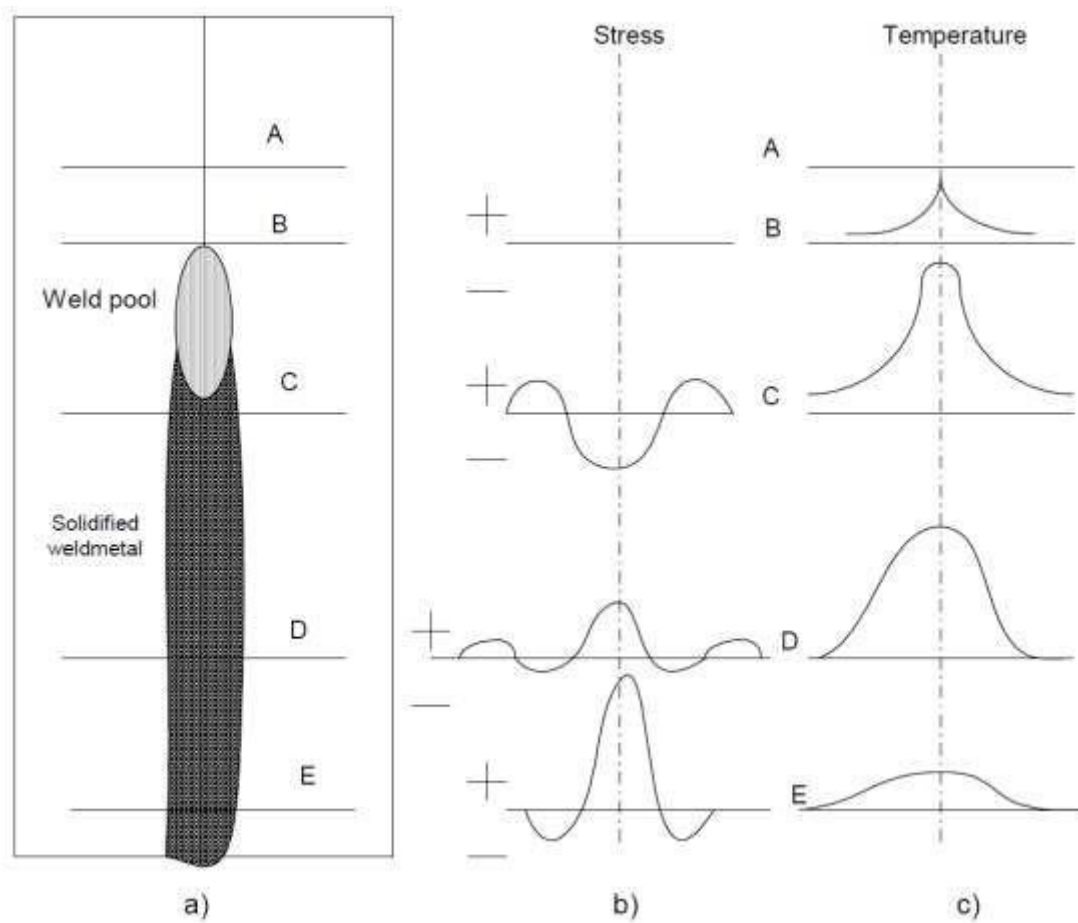 Stress
Temperature
A
A
B
B
Weld pool
C
C
Solidified
weldmetal
D
D
E
E
a)
b)
c)